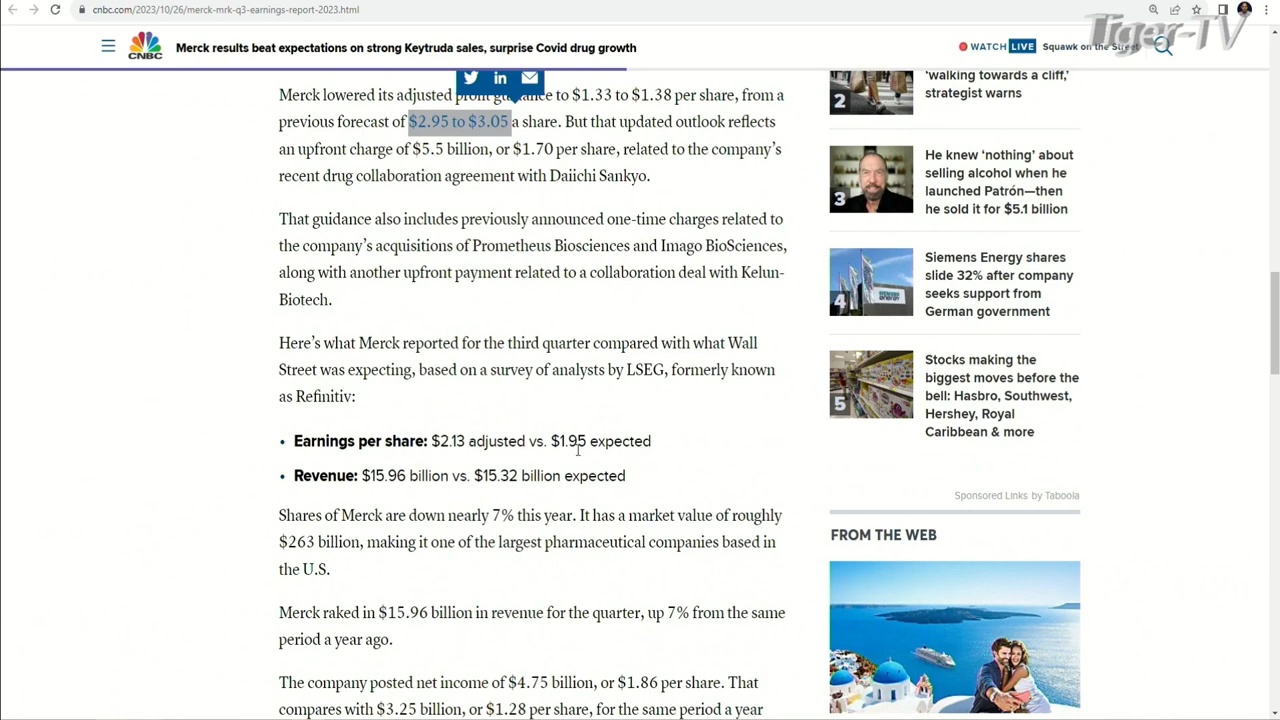 cnbc.com/2023/10/26/merck-mrk-q3-earnings-report-2023.html
Tiger-TV
CNBC
Merck results beat expectations on strong Keytruda sales, surprise Covid drug growth
WATCH LIVE Squawk on the Street
Merck lowered its adjusted profit guidance to $1.33 to $1.38 per share, from a
previous forecast of $2.95 to $3.05 a share. But that updated outlook reflects
an upfront charge of $5.5 billion, or $1.70 per share, related to the company’s
recent drug collaboration agreement with Daiichi Sankyo.
That guidance also includes previously announced one-time charges related to
the company’s acquisitions of Prometheus Biosciences and Imago BioSciences,
along with another upfront payment related to a collaboration deal with Kelun-
Biotech.
Here’s what Merck reported for the third quarter compared with what Wall
Street was expecting, based on a survey of analysts by LSEG, formerly known
as Refinitiv:
• Earnings per share: $2.13 adjusted vs. $1.95 expected
• Revenue: $15.96 billion vs. $15.32 billion expected
Shares of Merck are down nearly 7% this year. It has a market value of roughly
$263 billion, making it one of the largest pharmaceutical companies based in
the U.S.
Merck raked in $15.96 billion in revenue for the quarter, up 7% from the same
period a year ago.
The company posted net income of $4.75 billion, or $1.86 per share. That
compares with $3.25 billion, or $1.28 per share, for the same period a year
2
‘walking towards a cliff,’
strategist warns
3
He knew ‘nothing’ about
selling alcohol when he
launched Patrón—then
he sold it for $5.1 billion
4
Siemens Energy shares
slide 32% after company
seeks support from
German government
5
Stocks making the
biggest moves before the
bell: Hasbro, Southwest,
Hershey, Royal
Caribbean & more
Sponsored Links by Taboola
FROM THE WEB